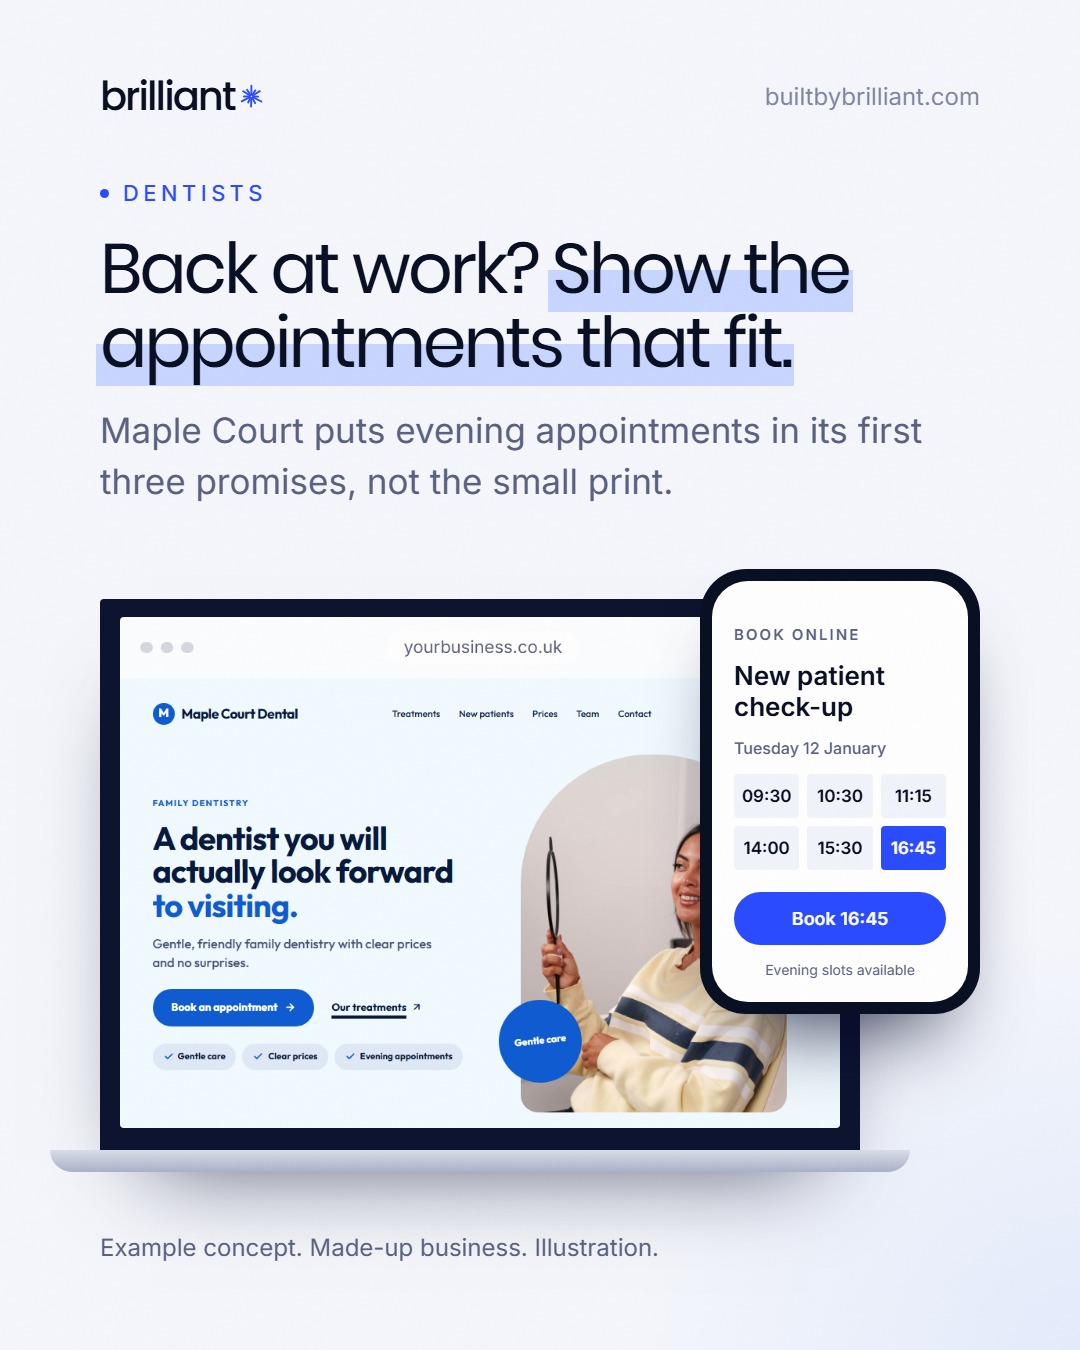 brilliant
builtbybrilliant.com
DENTISTS
Back at work? Show the
appointments that fit.
Maple Court puts evening appointments in its first
three promises, not the small print.
yourbusiness.co.uk
M Maple Court Dental
Treatments New patients Prices Team Contact
FAMILY DENTISTRY
A dentist you will
actually look forward
to visiting.
Gentle, friendly family dentistry with clear prices
and no surprises.
Book an appointment → Our treatments ↗
✓ Gentle care ✓ Clear prices ✓ Evening appointments
Gentle care
BOOK ONLINE
New patient
check-up
Tuesday 12 January
09:30 10:30 11:15
14:00 15:30 16:45
Book 16:45
Evening slots available
Example concept. Made-up business. Illustration.